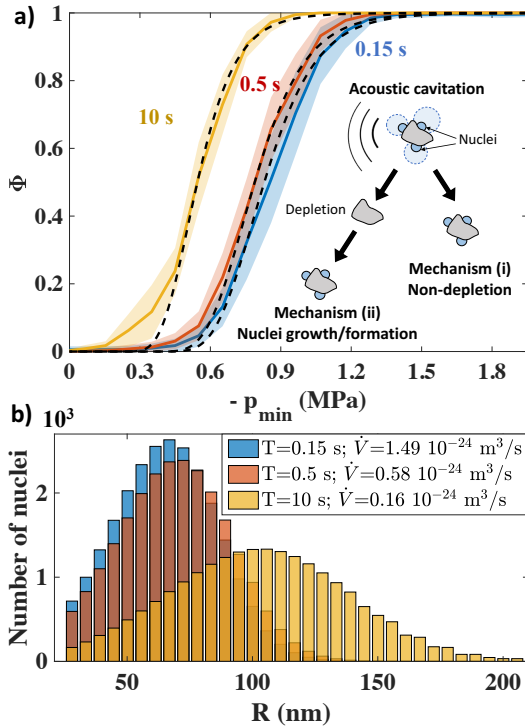 a)
1
0.8
0.6
0.4
0.2
0
Φ
10 s
0.5 s
0.15 s
Acoustic cavitation
Nuclei
Depletion
Mechanism (i)
Non-depletion
Mechanism (ii)
Nuclei growth/formation
0 0.3 0.6 0.9 1.2 1.5 1.8
- p_min (MPa)
b)
10³
T=0.15 s; V̇=1.49 10⁻²⁴ m³/s
T=0.5 s; V̇=0.58 10⁻²⁴ m³/s
T=10 s; V̇=0.16 10⁻²⁴ m³/s
2
1
0
Number of nuclei
50 100 150 200
R (nm)